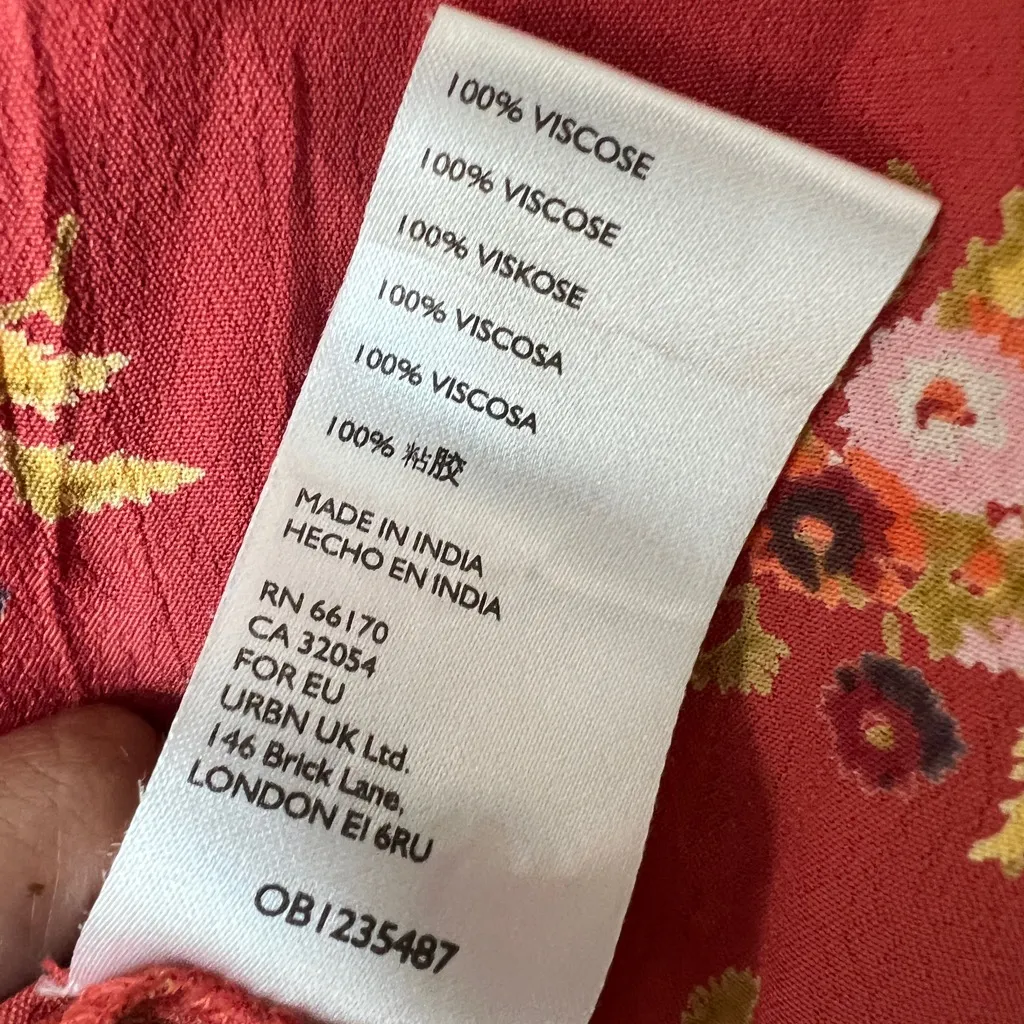 100% VISCOSE
100% VISCOSE
100% VISKOSE
100% VISCOSA
100% VISCOSA
100% 粘胶
MADE IN INDIA
HECHO EN INDIA
RN 66170
CA 32054
FOR EU
URBN UK Ltd.
146 Brick Lane,
LONDON E1 6RU
OB1235487